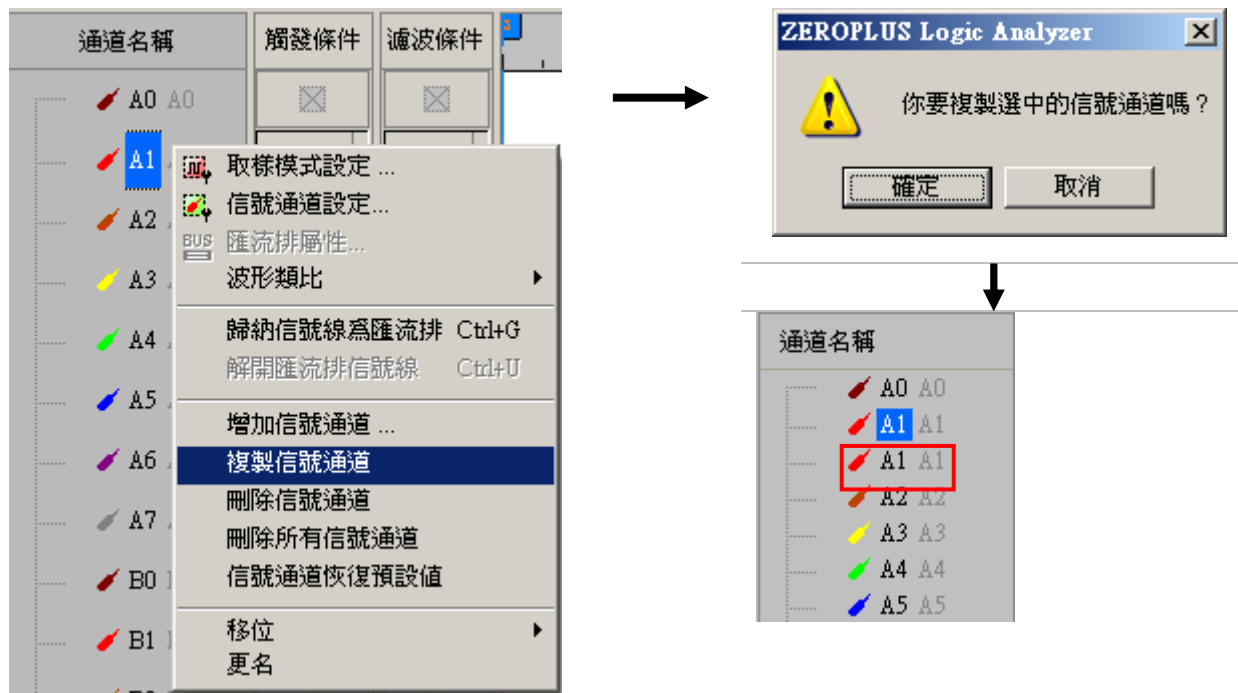 通道名稱 觸發條件 濾波條件
A0 A0
A1
A2
A3
A4
A5
A6
A7
B0
B1
取樣模式設定 ...
信號通道設定...
BUS 匯流排屬性...
波形類比
歸納信號線爲匯流排 Ctrl+G
解開匯流排信號線 Ctrl+U
增加信號通道 ...
複製信號通道
刪除信號通道
刪除所有信號通道
信號通道恢復預設值
移位
更名
ZEROPLUS Logic Analyzer
你要複製選中的信號通道嗎？
確定 取消
通道名稱
A0 A0
A1 A1
A1 A1
A2 A2
A3 A3
A4 A4
A5 A5